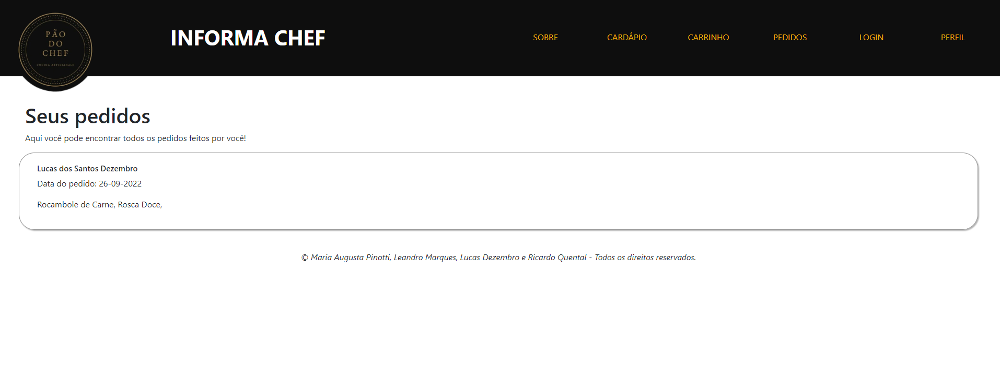 PÃO
DO
CHEF
CUCINA ARTIGIANALE
INFORMA CHEF
SOBRE
CARDÁPIO
CARRINHO
PEDIDOS
LOGIN
PERFIL
Seus pedidos
Aqui você pode encontrar todos os pedidos feitos por você!
Lucas dos Santos Dezembro
Data do pedido: 26-09-2022
Rocambole de Carne, Rosca Doce,
© Maria Augusta Pinotti, Leandro Marques, Lucas Dezembro e Ricardo Quental - Todos os direitos reservados.